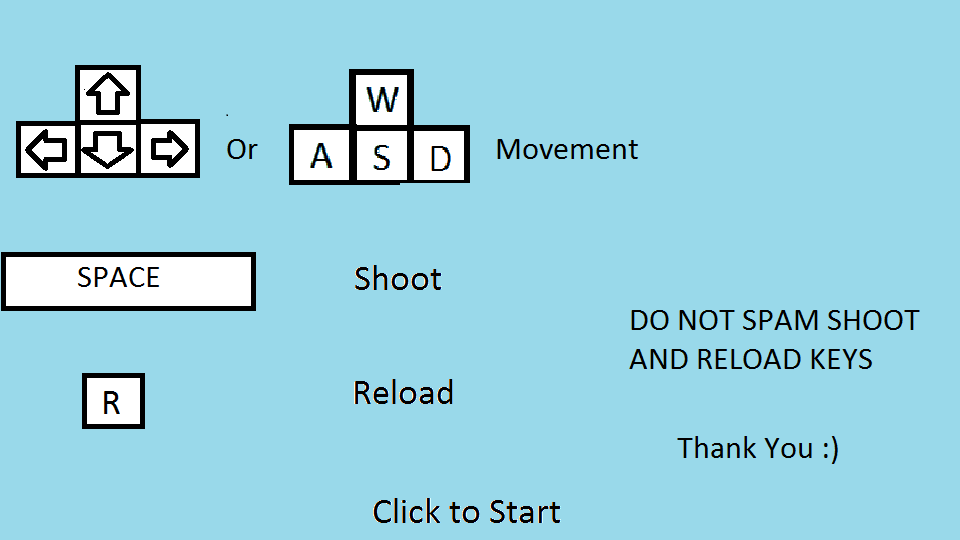 W
Or A S D Movement
SPACE Shoot
DO NOT SPAM SHOOT
AND RELOAD KEYS
R Reload
Thank You :)
Click to Start